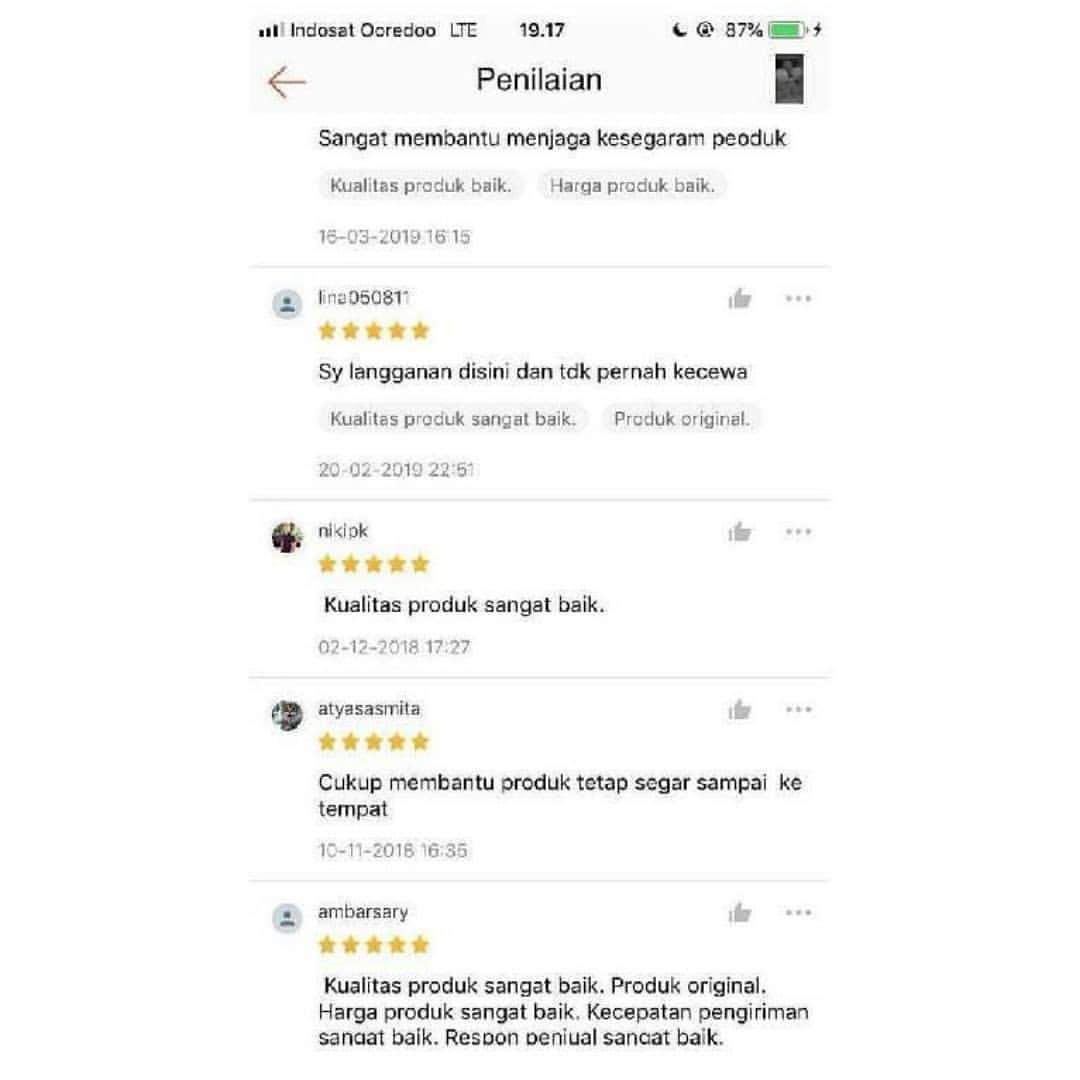 Indosat Ooredoo LTE 19.17 87%
Penilaian
Sangat membantu menjaga kesegaram peoduk
Kualitas produk baik. Harga produk baik.
16-03-2019 16:15
lina050811
Sy langganan disini dan tdk pernah kecewa
Kualitas produk sangat baik. Produk original.
20-02-2019 22:51
nikipk
Kualitas produk sangat baik.
02-12-2018 17:27
atyasasmita
Cukup membantu produk tetap segar sampai ke
tempat
10-11-2018 16:35
ambarsary
Kualitas produk sangat baik. Produk original.
Harga produk sangat baik. Kecepatan pengiriman
sangat baik. Respon penjual sangat baik.